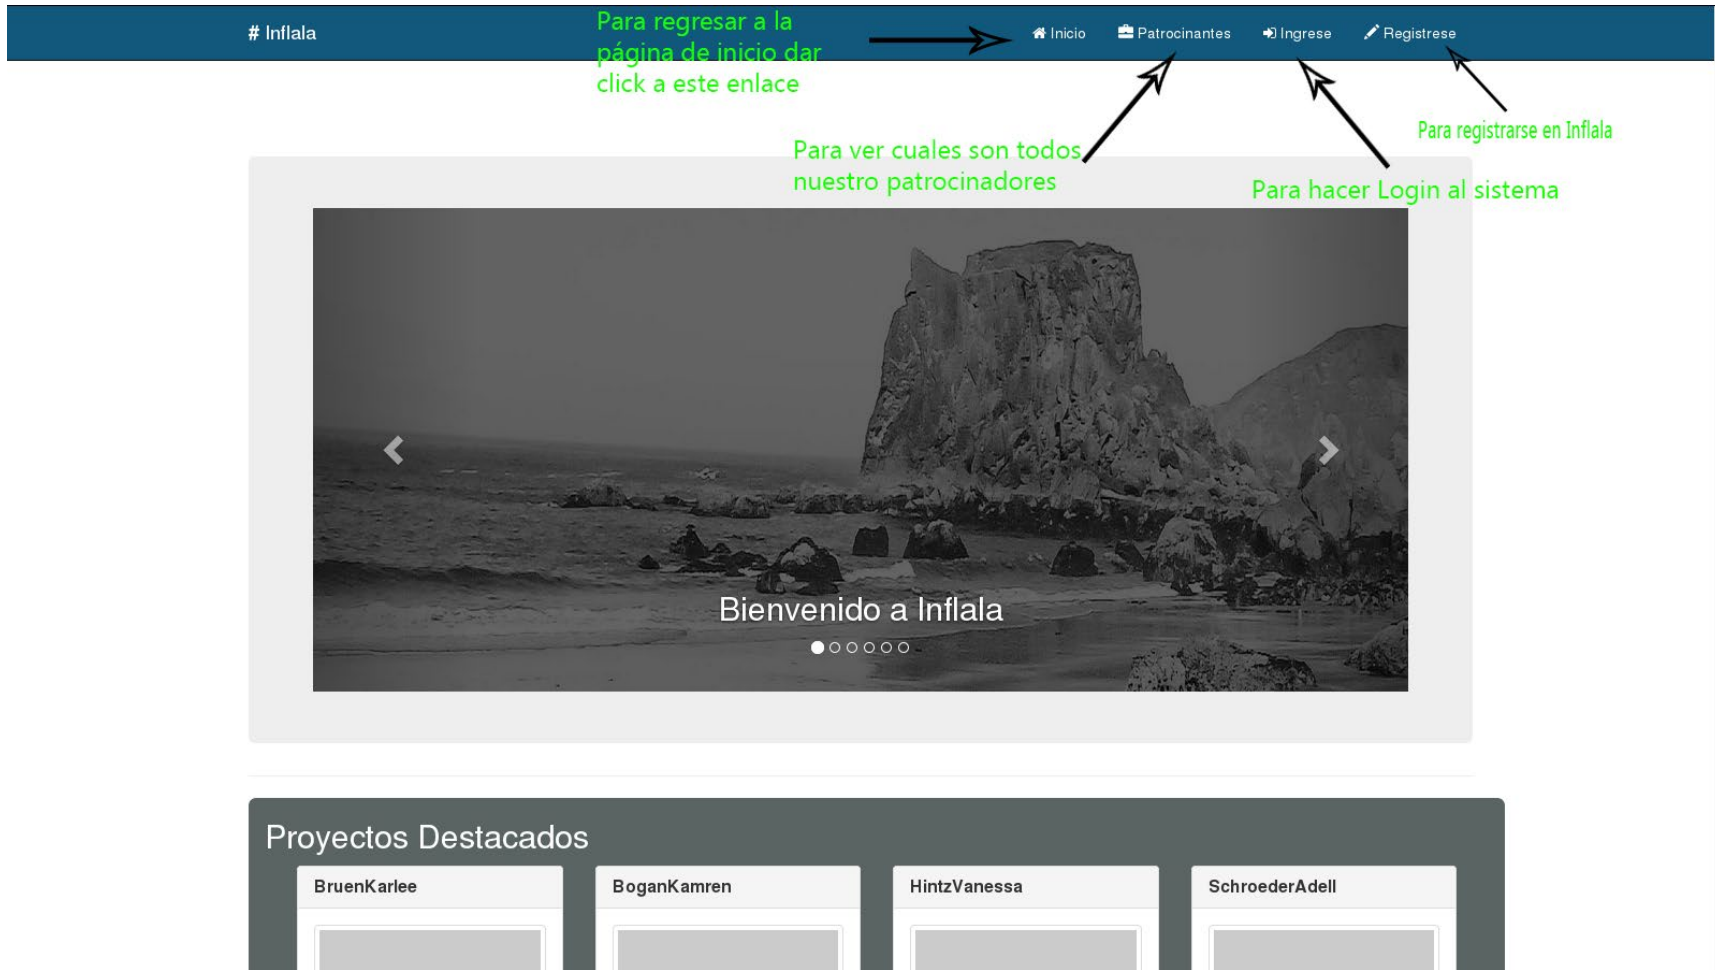 # Inflala
Para regresar a la
página de inicio dar
click a este enlace
Inicio
Patrocinantes
Ingrese
Registrese
Para registrarse en Inflala
Para ver cuales son todos
nuestro patrocinadores
Para hacer Login al sistema
Bienvenido a Inflala
Proyectos Destacados
BruenKarlee
BoganKamren
HintzVanessa
SchroederAdell